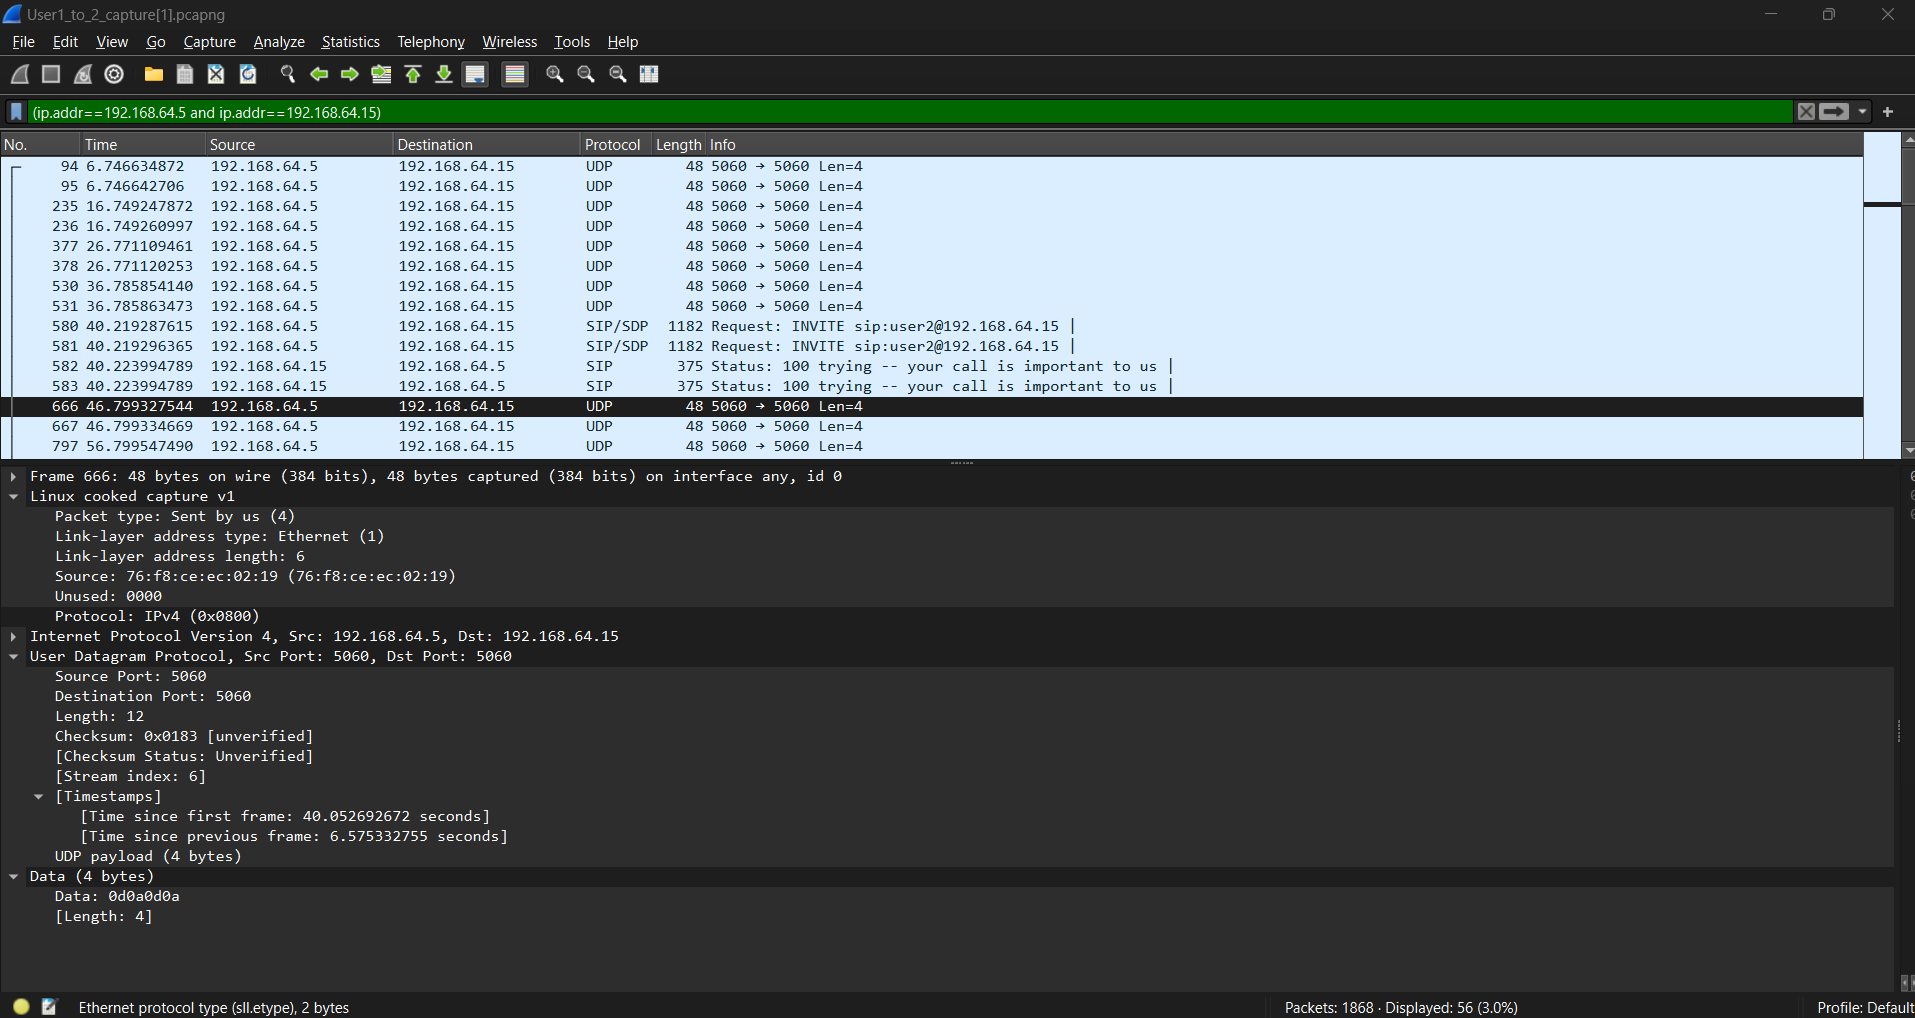 User1_to_2_capture[1].pcapng
File Edit View Go Capture Analyze Statistics Telephony Wireless Tools Help
(ip.addr==192.168.64.5 and ip.addr==192.168.64.15)
No. Time Source Destination Protocol Length Info
94 6.746634872 192.168.64.5 192.168.64.15 UDP 48 5060 → 5060 Len=4
95 6.746642706 192.168.64.5 192.168.64.15 UDP 48 5060 → 5060 Len=4
235 16.749247872 192.168.64.5 192.168.64.15 UDP 48 5060 → 5060 Len=4
236 16.749260997 192.168.64.5 192.168.64.15 UDP 48 5060 → 5060 Len=4
377 26.771109461 192.168.64.5 192.168.64.15 UDP 48 5060 → 5060 Len=4
378 26.771120253 192.168.64.5 192.168.64.15 UDP 48 5060 → 5060 Len=4
530 36.785854140 192.168.64.5 192.168.64.15 UDP 48 5060 → 5060 Len=4
531 36.785863473 192.168.64.5 192.168.64.15 UDP 48 5060 → 5060 Len=4
580 40.219287615 192.168.64.5 192.168.64.15 SIP/SDP 1182 Request: INVITE sip:user2@192.168.64.15 |
581 40.219296365 192.168.64.5 192.168.64.15 SIP/SDP 1182 Request: INVITE sip:user2@192.168.64.15 |
582 40.223994789 192.168.64.15 192.168.64.5 SIP 375 Status: 100 trying -- your call is important to us |
583 40.223994789 192.168.64.15 192.168.64.5 SIP 375 Status: 100 trying -- your call is important to us |
666 46.799327544 192.168.64.5 192.168.64.15 UDP 48 5060 → 5060 Len=4
667 46.799334669 192.168.64.5 192.168.64.15 UDP 48 5060 → 5060 Len=4
797 56.799547490 192.168.64.5 192.168.64.15 UDP 48 5060 → 5060 Len=4
Frame 666: 48 bytes on wire (384 bits), 48 bytes captured (384 bits) on interface any, id 0
Linux cooked capture v1
Packet type: Sent by us (4)
Link-layer address type: Ethernet (1)
Link-layer address length: 6
Source: 76:f8:ce:ec:02:19 (76:f8:ce:ec:02:19)
Unused: 0000
Protocol: IPv4 (0x0800)
Internet Protocol Version 4, Src: 192.168.64.5, Dst: 192.168.64.15
User Datagram Protocol, Src Port: 5060, Dst Port: 5060
Source Port: 5060
Destination Port: 5060
Length: 12
Checksum: 0x0183 [unverified]
[Checksum Status: Unverified]
[Stream index: 6]
[Timestamps]
[Time since first frame: 40.052692672 seconds]
[Time since previous frame: 6.575332755 seconds]
UDP payload (4 bytes)
Data (4 bytes)
Data: 0d0a0d0a
[Length: 4]
Ethernet protocol type (sll.etype), 2 bytes
Packets: 1868 · Displayed: 56 (3.0%)
Profile: Default